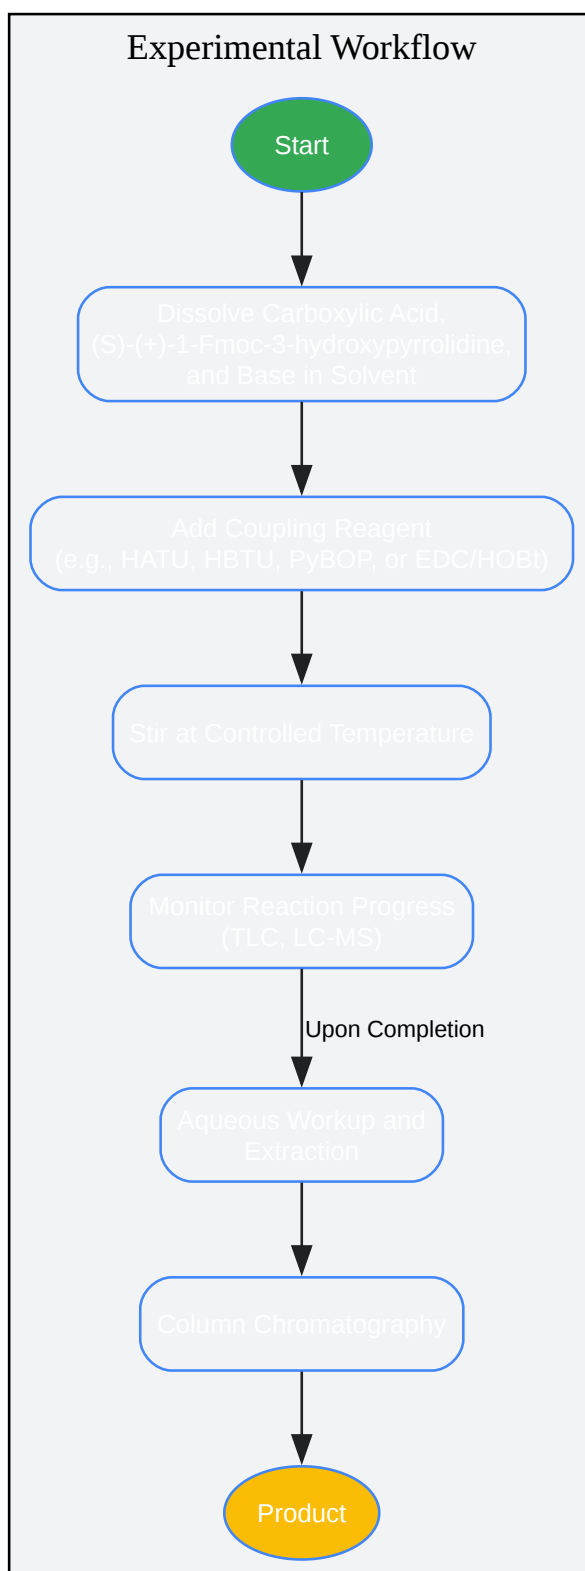 Experimental Workflow
Start
Dissolve Carboxylic Acid,
(S)-(+)-1-Fmoc-3-hydroxypyrrolidine,
and Base in Solvent
Add Coupling Reagent
(e.g., HATU, HBTU, PyBOP, or EDC/HOBt)
Stir at Controlled Temperature
Monitor Reaction Progress
(TLC, LC-MS)
Upon Completion
Aqueous Workup and
Extraction
Column Chromatography
Product